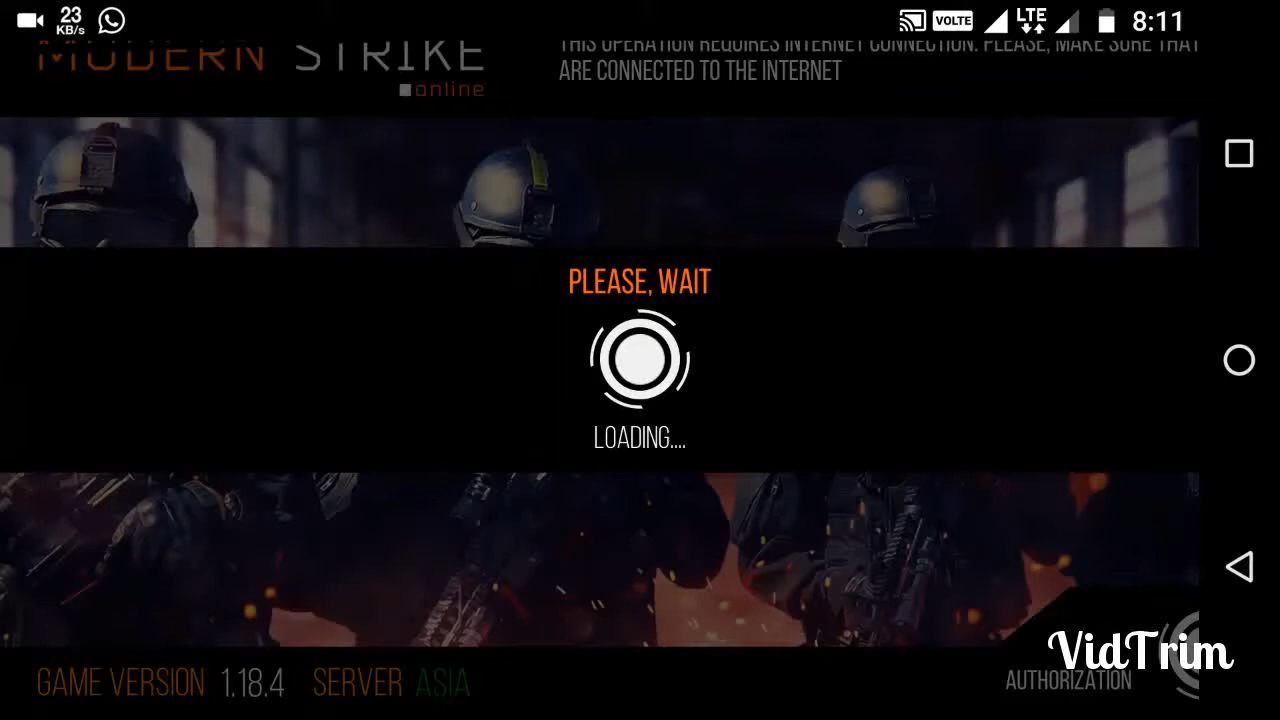 23
KB/s
VOLTE
LTE
8:11
MODERN STRIKE
online
THIS OPERATION REQUIRES INTERNET CONNECTION. PLEASE, MAKE SURE THAT
ARE CONNECTED TO THE INTERNET
PLEASE, WAIT
LOADING....
VidTrim
GAME VERSION 1.18.4 SERVER ASIA
AUTHORIZATION